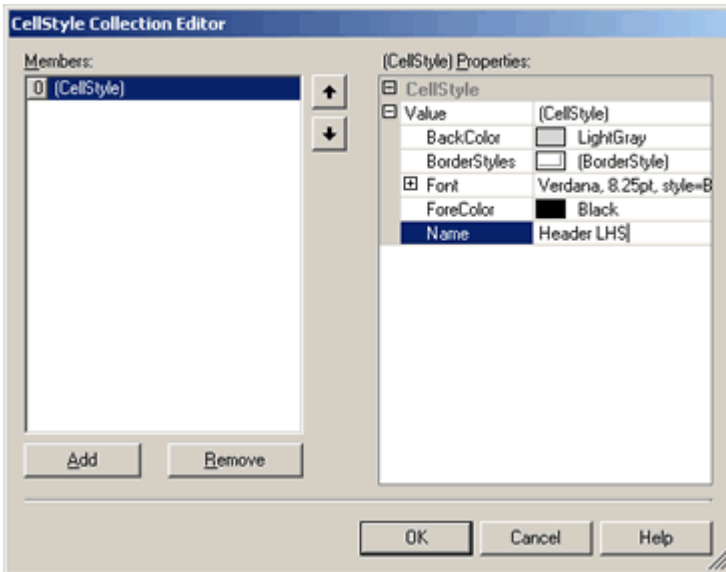 CellStyle Collection Editor
Members:
(CellStyle) Properties:
0 (CellStyle)
CellStyle
Value (CellStyle)
BackColor LightGray
BorderStyles (BorderStyle)
Font Verdana, 8.25pt, style=B
ForeColor Black
Name Header LHS
Add Remove
OK Cancel Help